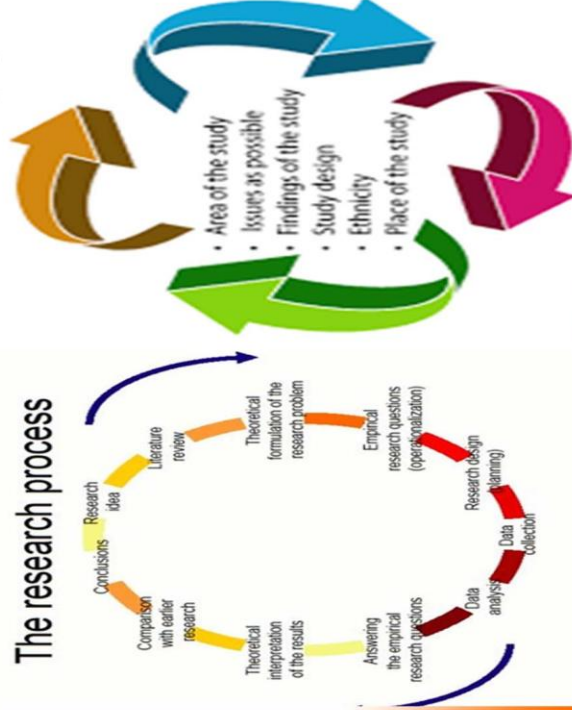 The research process
Research
idea
Literature
review
Theoretical
formulation of the
research problem
Empirical
research questions
(operationalization)
Research design
(planning)
Data
collection
Data
analysis
Answering
the empirical
research questions
Theoretical
interpretation
of the results
Comparison
with earlier
research
Conclusions
• Area of the study
• Issues as possible
• Findings of the study
• Study design
• Ethnicity
• Place of the study